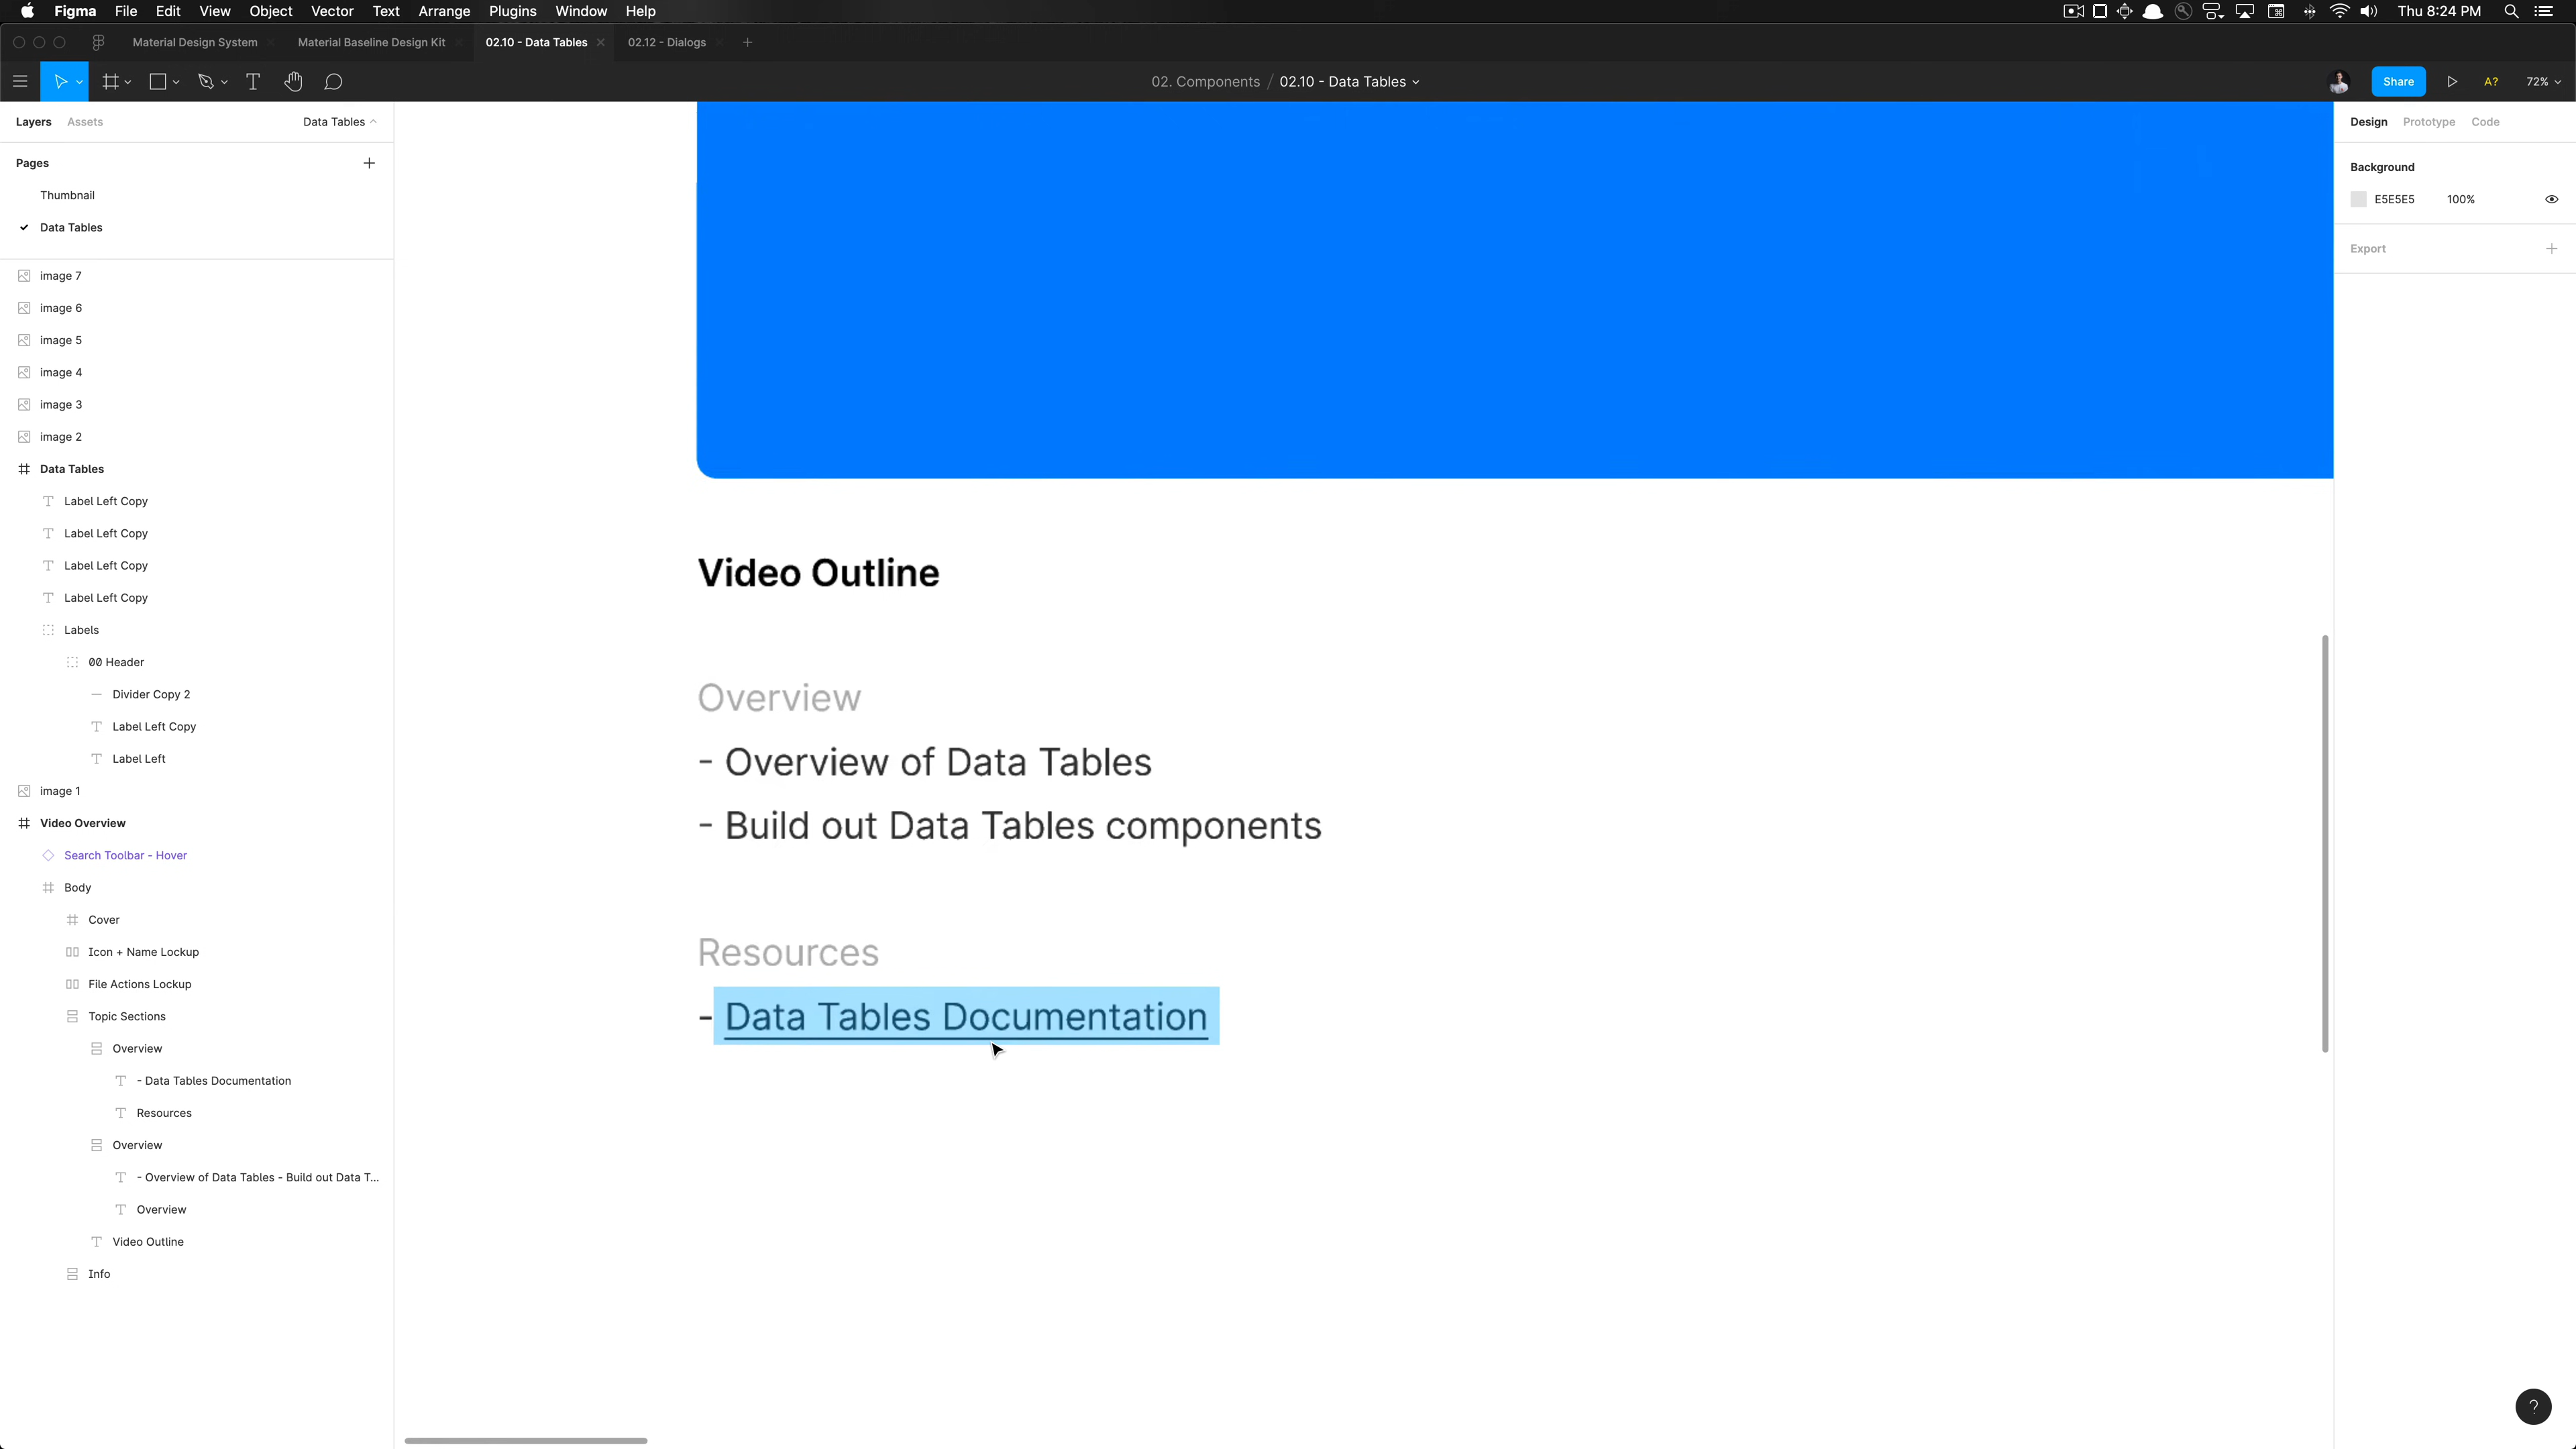 Figma File Edit View Object Vector Text Arrange Plugins Window Help Thu 8:24 PM
Material Design System Material Baseline Design Kit 02.10 - Data Tables 02.12 - Dialogs
02. Components / 02.10 - Data Tables Share A? 72%
Layers Assets Data Tables
Design Prototype Code
Pages
Thumbnail
Data Tables
Background
E5E5E5 100%
Export
image 7
image 6
image 5
image 4
image 3
image 2
Data Tables
Label Left Copy
Label Left Copy
Label Left Copy
Label Left Copy
Labels
00 Header
Divider Copy 2
Label Left Copy
Label Left
image 1
Video Overview
Search Toolbar - Hover
Body
Cover
Icon + Name Lockup
File Actions Lockup
Topic Sections
Overview
- Data Tables Documentation
Resources
Overview
- Overview of Data Tables - Build out Data T...
Overview
Video Outline
Info
Video Outline
Overview
- Overview of Data Tables
- Build out Data Tables components
Resources
- Data Tables Documentation
?